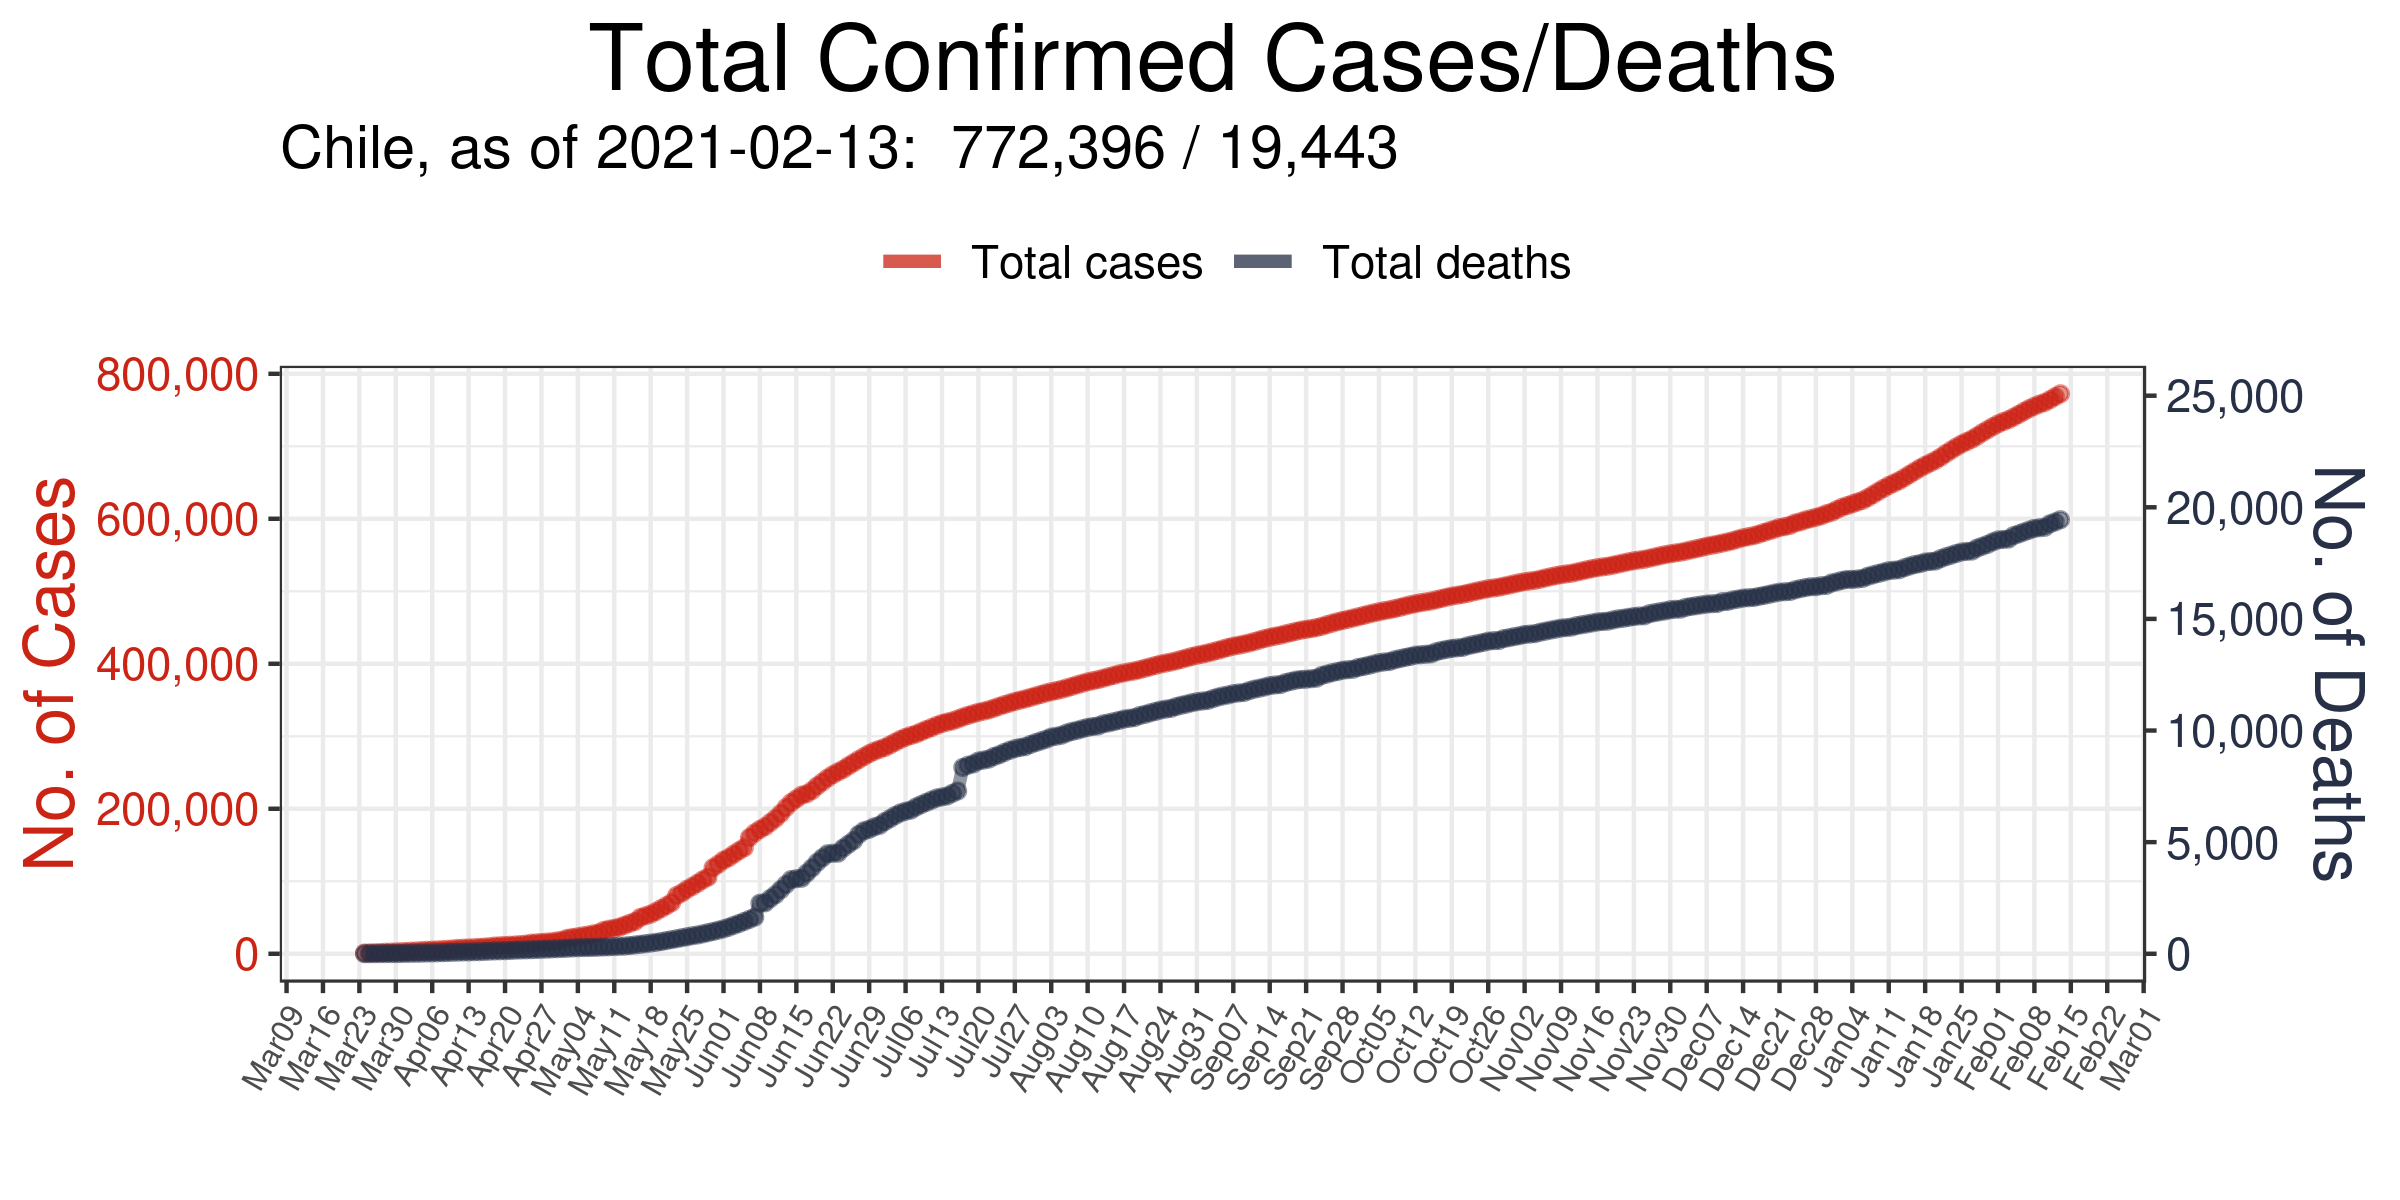 Total Confirmed Cases/Deaths
Chile, as of 2021-02-13:  772,396 / 19,443
Total cases
Total deaths
No. of Cases
800,000
600,000
400,000
200,000
0
25,000
20,000
15,000
10,000
5,000
0
No. of Deaths
Mar09
Mar16
Mar23
Mar30
Apr06
Apr13
Apr20
Apr27
May04
May11
May18
May25
Jun01
Jun08
Jun15
Jun22
Jun29
Jul06
Jul13
Jul20
Jul27
Aug03
Aug10
Aug17
Aug24
Aug31
Sep07
Sep14
Sep21
Sep28
Oct05
Oct12
Oct19
Oct26
Nov02
Nov09
Nov16
Nov23
Nov30
Dec07
Dec14
Dec21
Dec28
Jan04
Jan11
Jan18
Jan25
Feb01
Feb08
Feb15
Feb22
Mar01